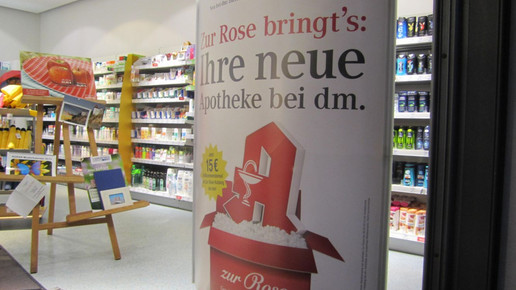 Zur Rose bringt's:
Ihre neue
Apotheke bei dm.
15€
zur Rose